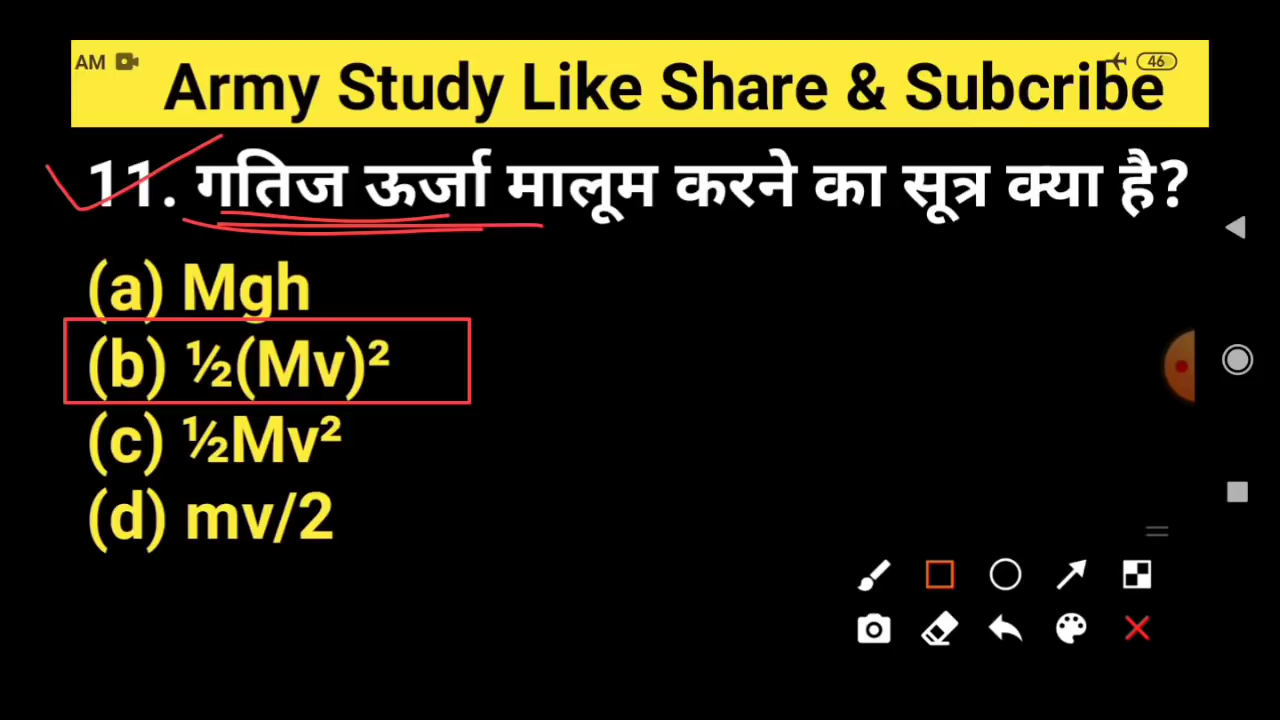 AM 46
Army Study Like Share & Subcribe
11. गतिज ऊर्जा मालूम करने का सूत्र क्या है?
(a) Mgh
(b) ½(Mv)²
(c) ½Mv²
(d) mv/2